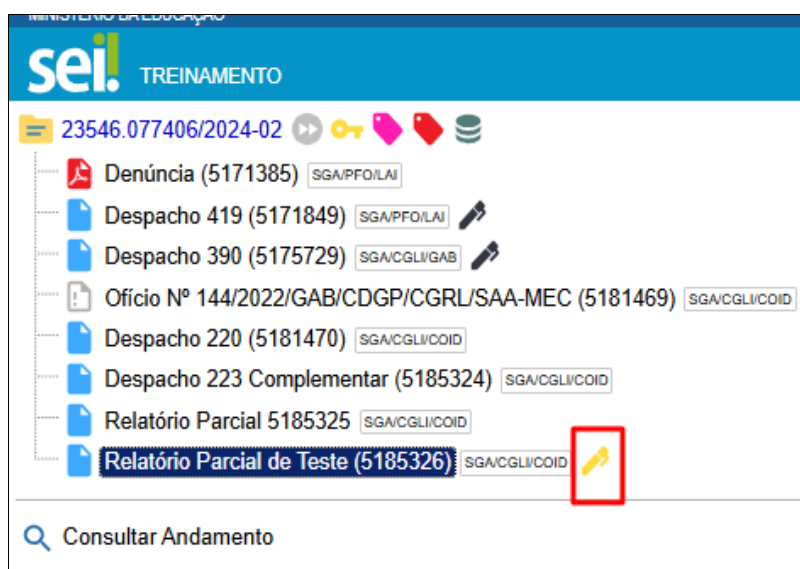 MINISTÉRIO DA EDUCAÇÃO
sei! TREINAMENTO
23546.077406/2024-02
Denúncia (5171385) SGA/PFO/LAI
Despacho 419 (5171849) SGA/PFO/LAI
Despacho 390 (5175729) SGA/CGLI/GAB
Ofício Nº 144/2022/GAB/CDGP/CGRL/SAA-MEC (5181469) SGA/CGLI/COID
Despacho 220 (5181470) SGA/CGLI/COID
Despacho 223 Complementar (5185324) SGA/CGLI/COID
Relatório Parcial 5185325 SGA/CGLI/COID
Relatório Parcial de Teste (5185326) SGA/CGLI/COID
Consultar Andamento